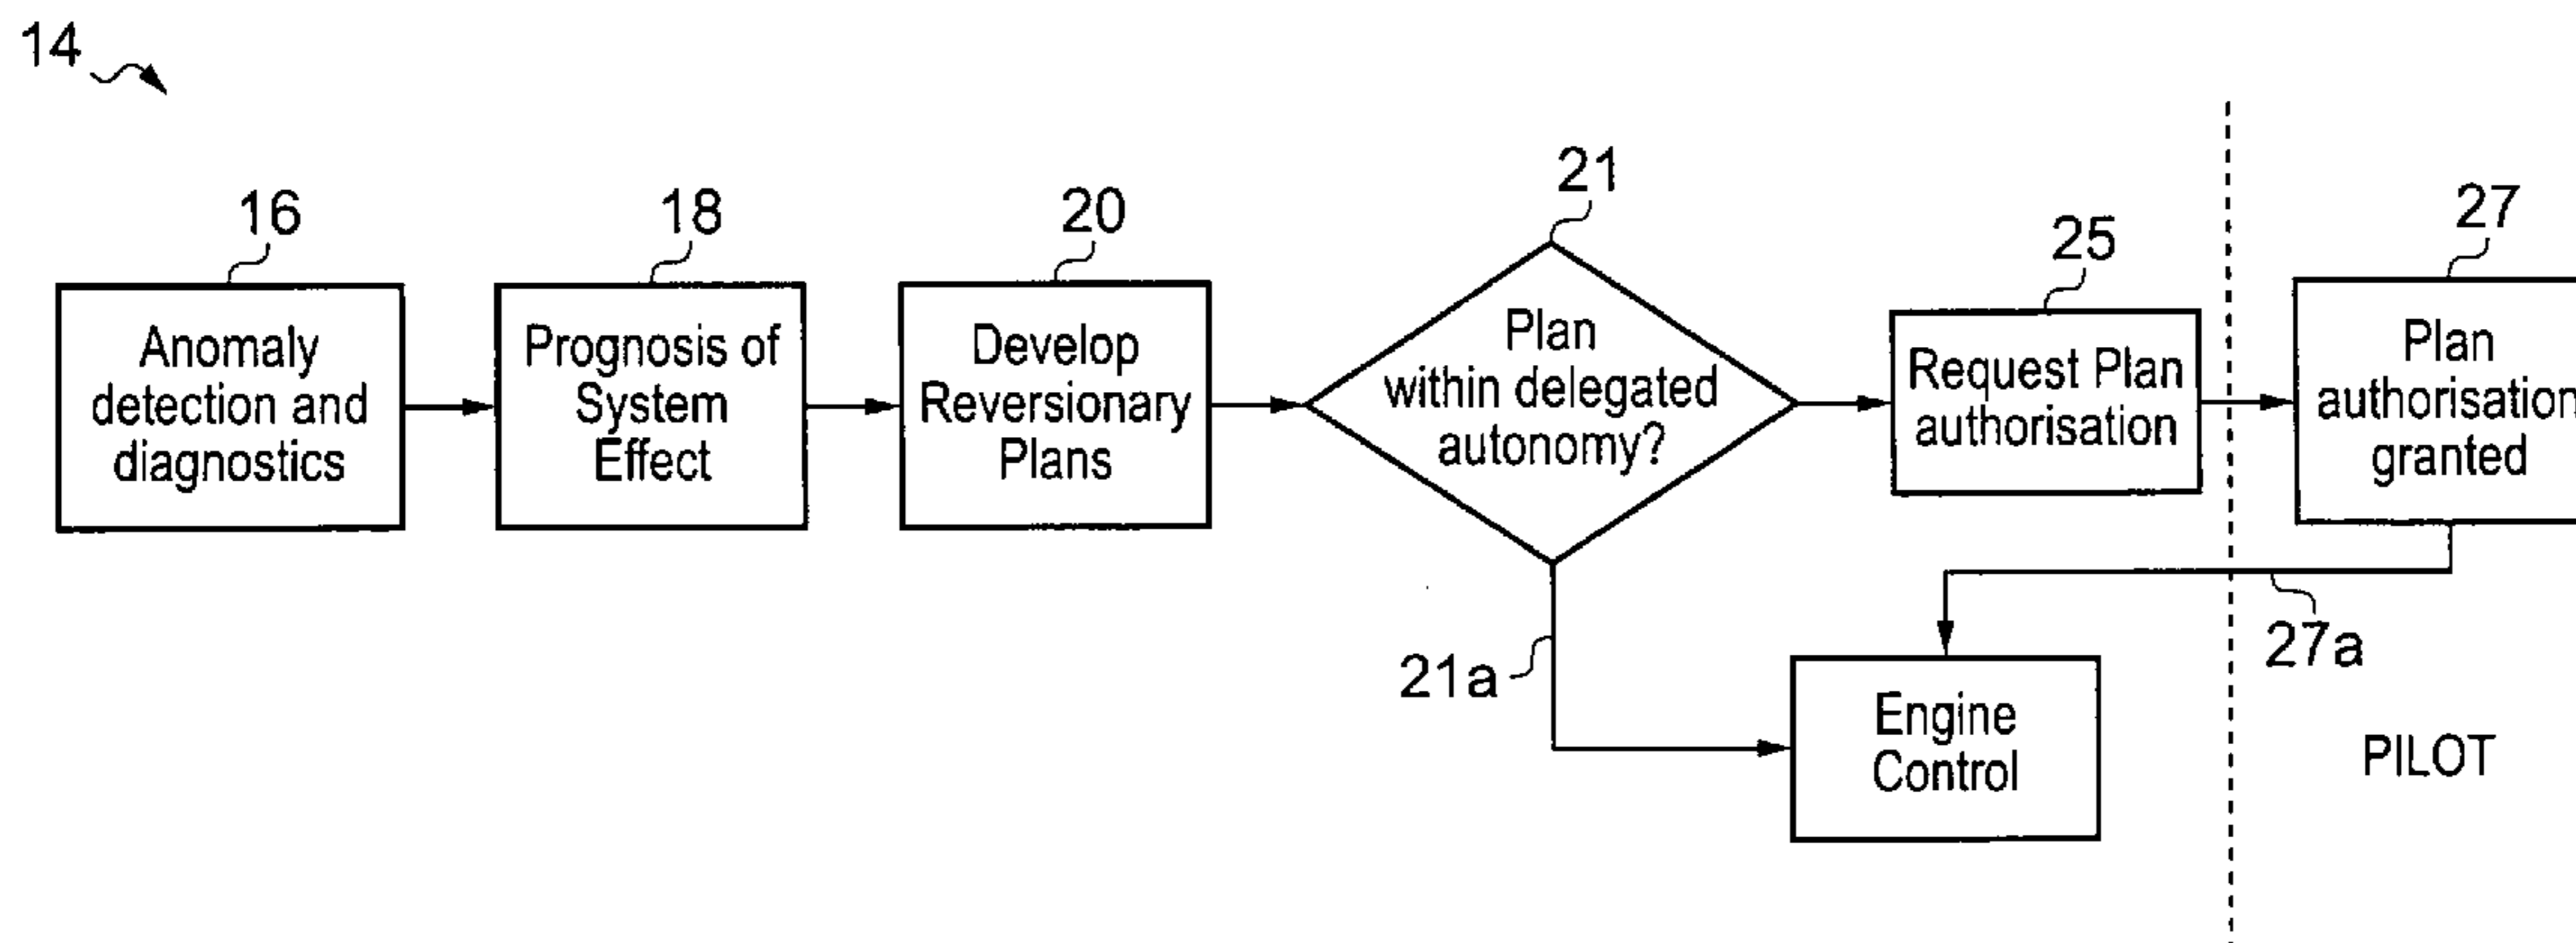 14
16
Anomaly
detection and
diagnostics
18
Prognosis of
System
Effect
20
Develop
Reversionary
Plans
21
Plan
within delegated
autonomy?
21a
25
Request Plan
authorisation
27
Plan
authorisation
granted
27a
Engine
Control
PILOT